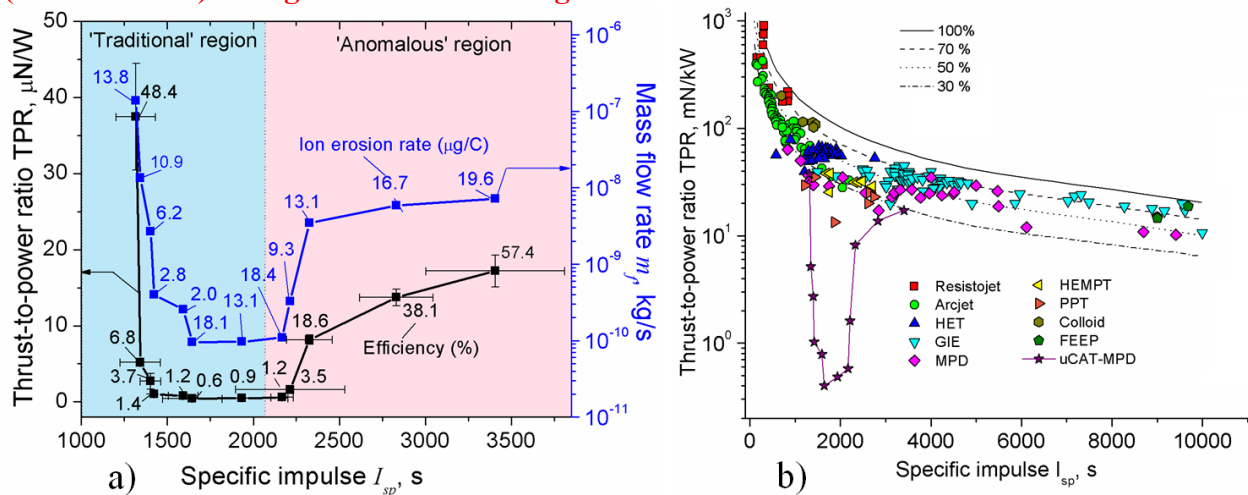 'Traditional' region
'Anomalous' region
Thrust-to-power ratio TPR, μN/W
50
40
30
20
10
0
13.8
48.4
10.9
6.2
2.8
2.0
18.1
13.1
18.4
9.3
13.1
16.7
19.6
Ion erosion rate (μg/C)
6.8
3.7
1.4
1.2
0.6
0.9
1.2
3.5
18.6
38.1
57.4
Efficiency (%)
10⁻⁶
10⁻⁷
10⁻⁸
10⁻⁹
10⁻¹⁰
10⁻¹¹
Mass flow rate ṁf, kg/s
1000 1500 2000 2500 3000 3500
Specific impulse Isp, s
a)
Thrust-to-power ratio TPR, mN/kW
10³
10²
10¹
10⁰
100%
70 %
50 %
30 %
Resistojet
Arcjet
HET
GIE
MPD
HEMPT
PPT
Colloid
FEEP
uCAT-MPD
0 2000 4000 6000 8000 10000
Specific impulse Isp, s
b)